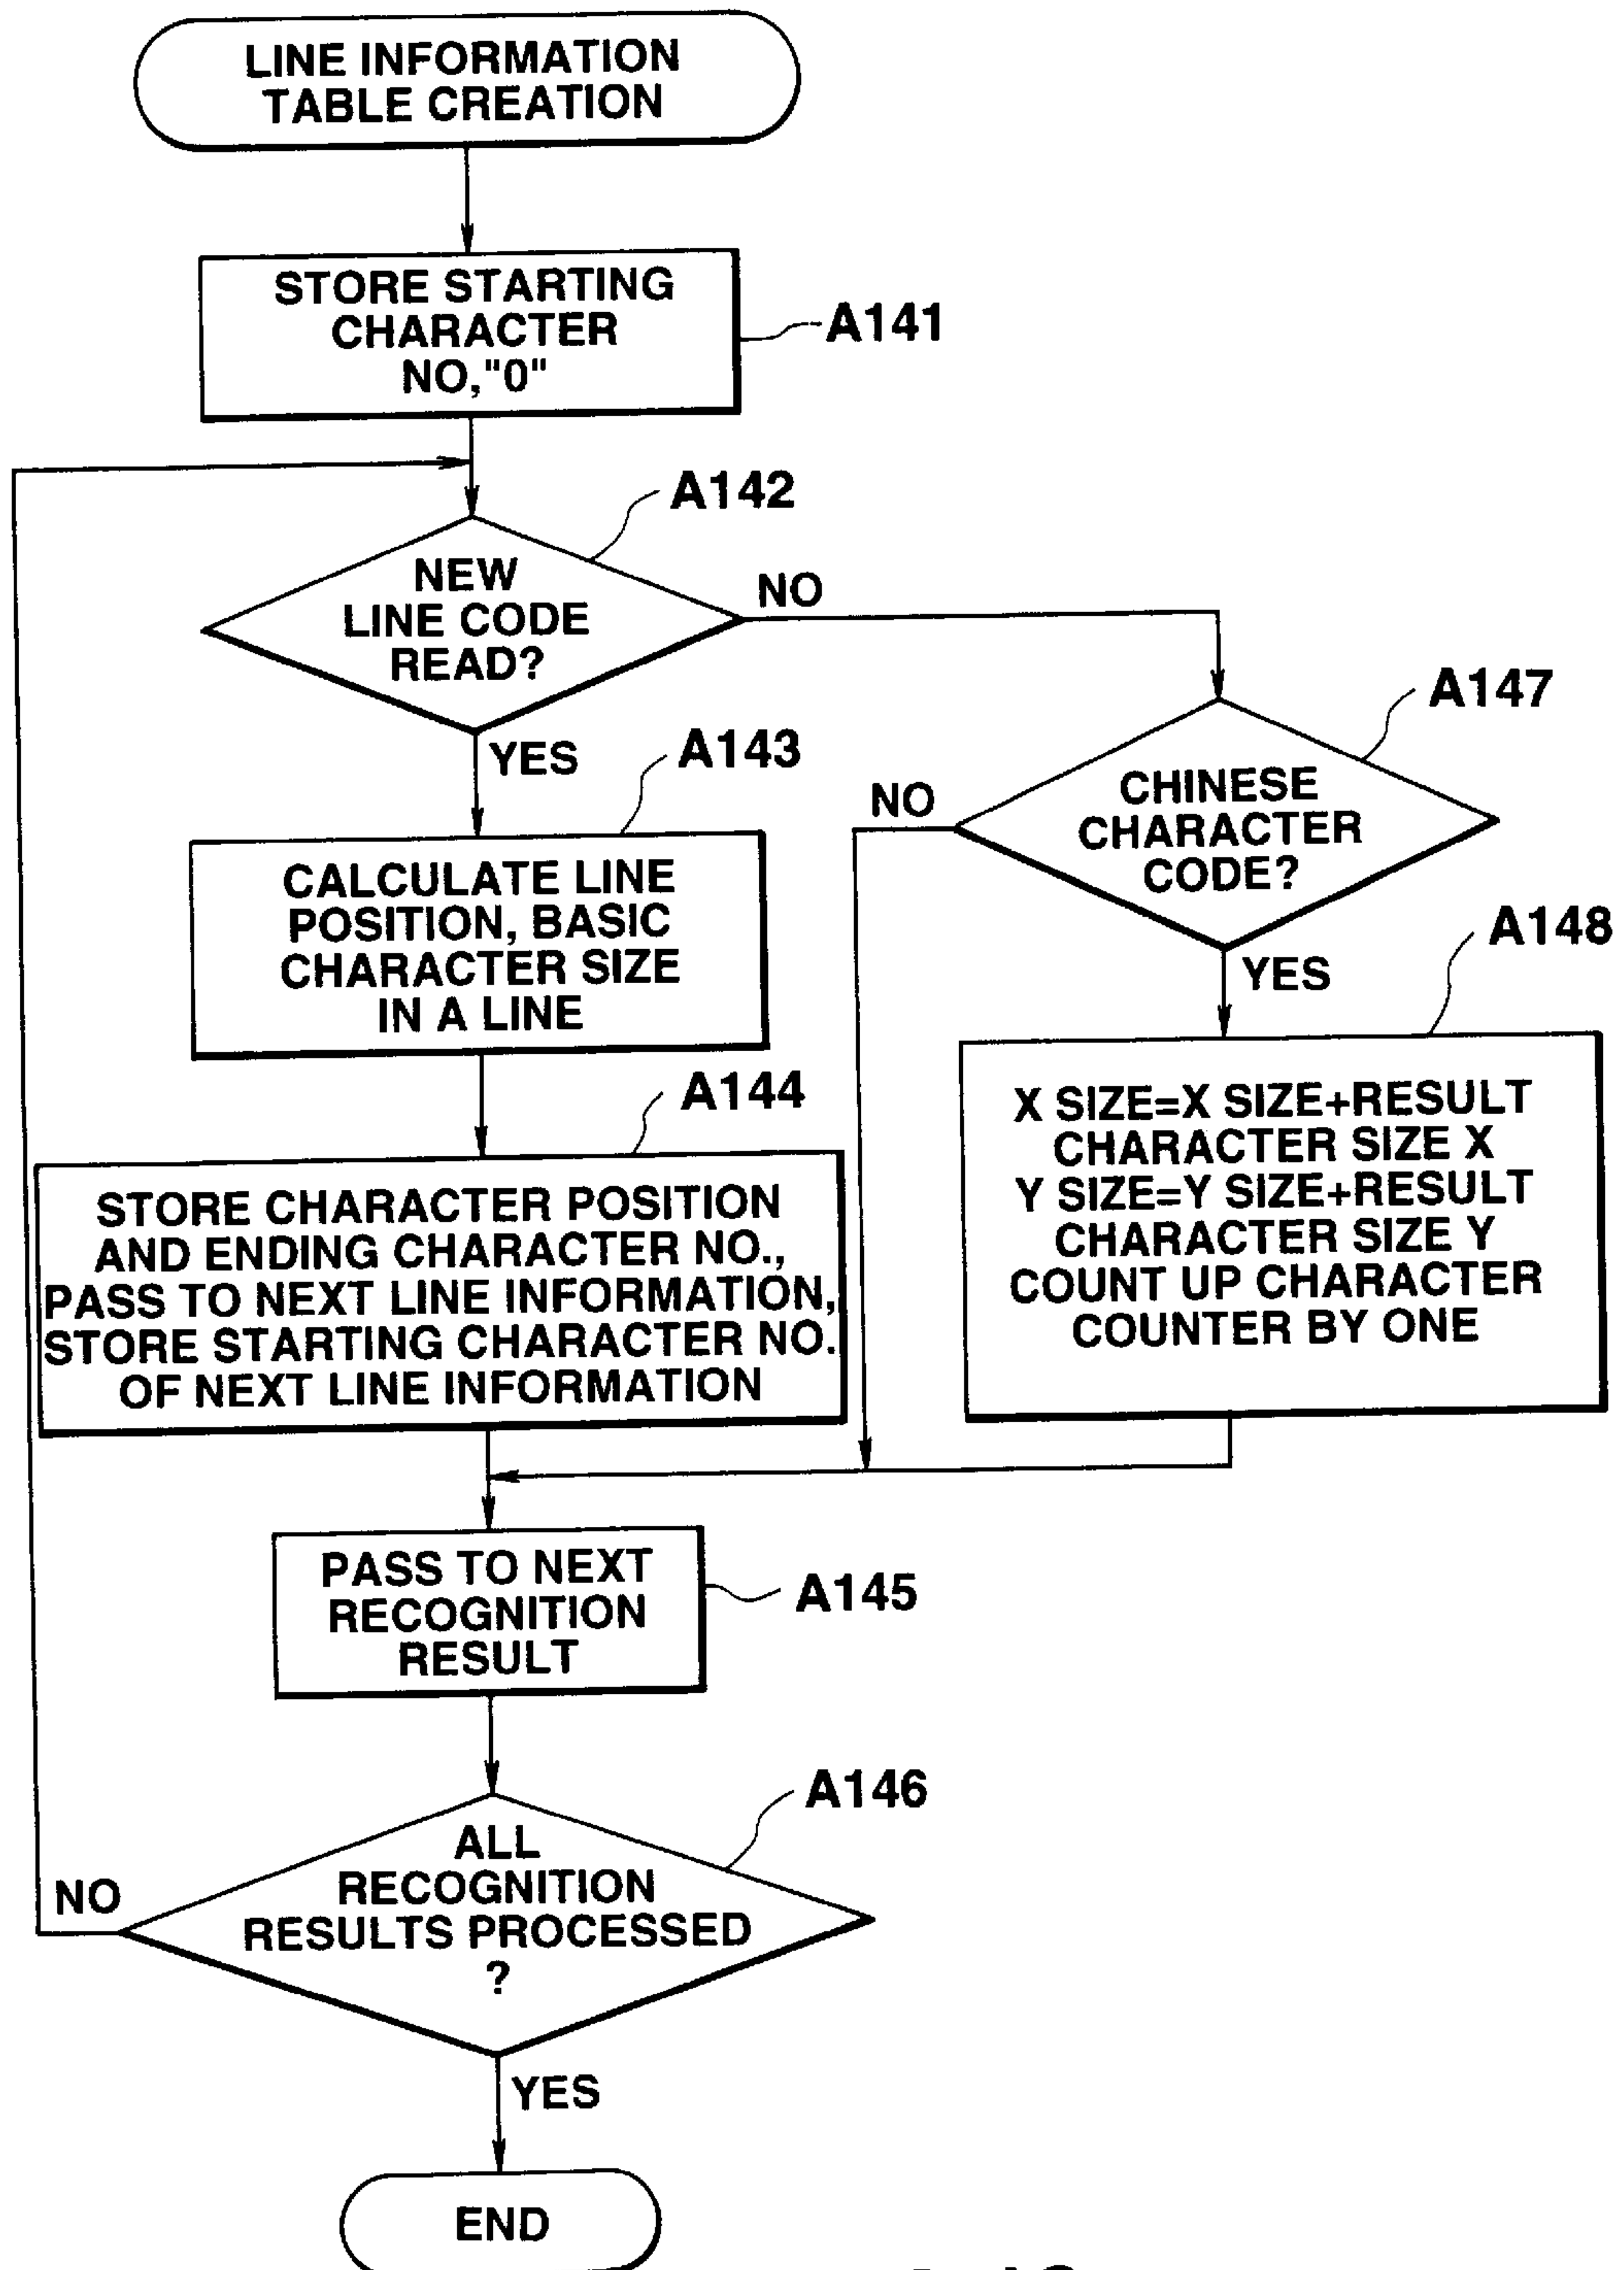 LINE INFORMATION
TABLE CREATION
STORE STARTING
CHARACTER
NO,"0"
A141
A142
NEW
LINE CODE
READ?
NO
YES
A143
CALCULATE LINE
POSITION, BASIC
CHARACTER SIZE
IN A LINE
A147
CHINESE
CHARACTER
CODE?
NO
YES
A148
X SIZE=X SIZE+RESULT
CHARACTER SIZE X
Y SIZE=Y SIZE+RESULT
CHARACTER SIZE Y
COUNT UP CHARACTER
COUNTER BY ONE
A144
STORE CHARACTER POSITION
AND ENDING CHARACTER NO.,
PASS TO NEXT LINE INFORMATION,
STORE STARTING CHARACTER NO.
OF NEXT LINE INFORMATION
PASS TO NEXT
RECOGNITION
RESULT
A145
A146
ALL
RECOGNITION
RESULTS PROCESSED
?
NO
YES
END